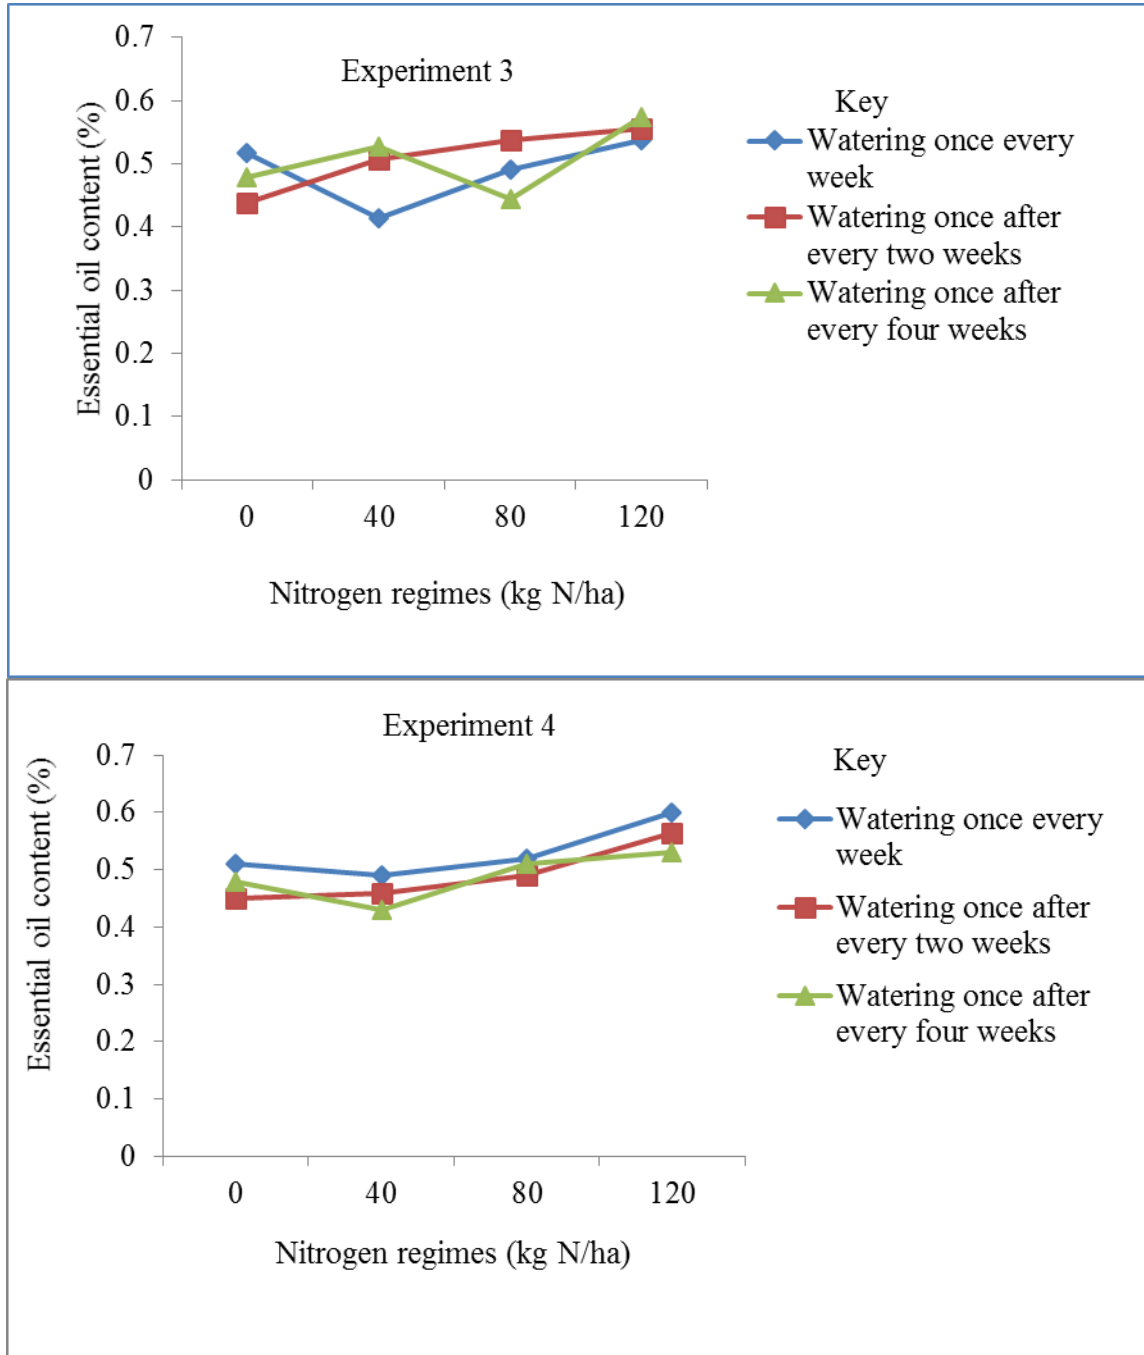 Experiment 3
Essential oil content (%)
0.7
0.6
0.5
0.4
0.3
0.2
0.1
0
0 40 80 120
Nitrogen regimes (kg N/ha)
Key
Watering once every
week
Watering once after
every two weeks
Watering once after
every four weeks
Experiment 4
Essential oil content (%)
0.7
0.6
0.5
0.4
0.3
0.2
0.1
0
0 40 80 120
Nitrogen regimes (kg N/ha)
Key
Watering once every
week
Watering once after
every two weeks
Watering once after
every four weeks